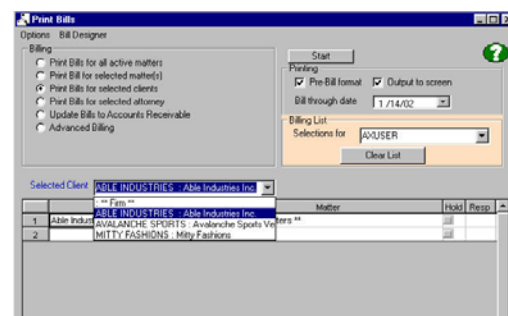 Print Bills
Options Bill Designer
Billing
Print Bills for all active matters
Print Bill for selected matter(s)
Print Bills for selected clients
Print Bills for selected attorney
Update Bills to Accounts Receivable
Advanced Billing
Start
Printing
Pre-Bill format Output to screen
Bill through date 1 /14/02
Billing List
Selections for AXUSER
Clear List
Selected Client ABLE INDUSTRIES : Able Industries Inc.
: ** Firm **
ABLE INDUSTRIES : Able Industries Inc.
AVALANCHE SPORTS : Avalanche Sports Ve
MITTY FASHIONS : Mitty Fashions
Matter Hold Resp
1 Able Indust ters **
2